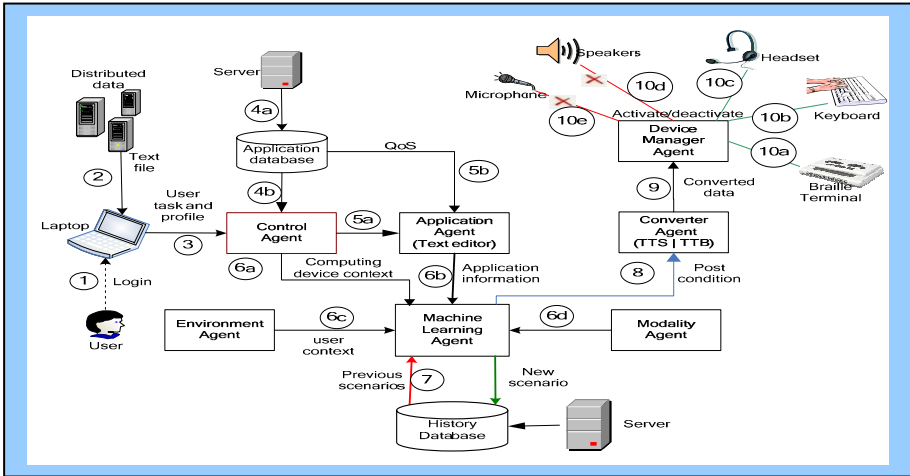 Distributed data
Text
file
2
User
task and
profile
Laptop
3
1
Login
User
Server
4a
Application
database
4b
QoS
5b
5a
Control
Agent
Application
Agent
(Text editor)
6a
Computing
device context
6b
Application
information
Environment
Agent
6c
user
context
Machine
Learning
Agent
6d
Modality
Agent
Previous
scenarios
7
New
scenario
History
Database
Server
8
Post
condition
Converter
Agent
(TTS | TTB)
9
Converted
data
Device
Manager
Agent
Activate/deactivate
Speakers
Microphane
10d
10e
10c
Headset
10b
Keyboard
10a
Braille
Terminal